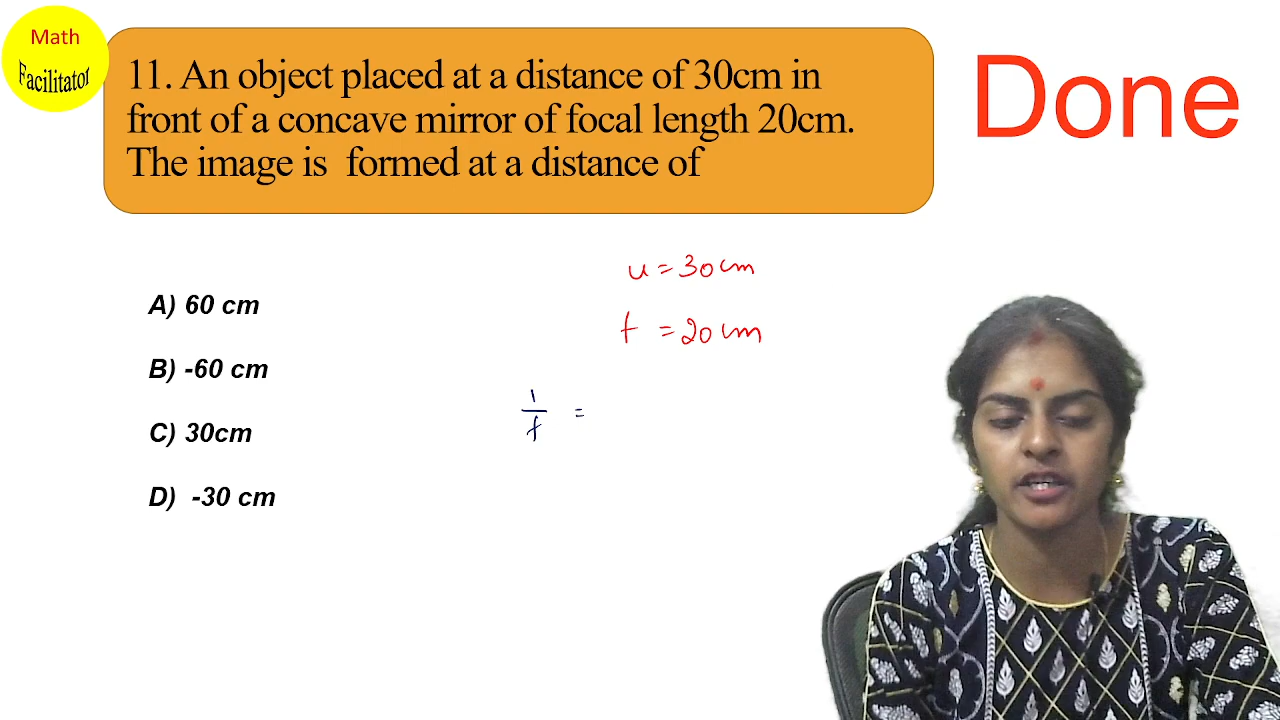 Math
Facilitator
11. An object placed at a distance of 30cm in
front of a concave mirror of focal length 20cm.
The image is formed at a distance of
Done
u = 30 cm
A) 60 cm
f = 20 cm
B) -60 cm
1/f =
C) 30cm
D) -30 cm